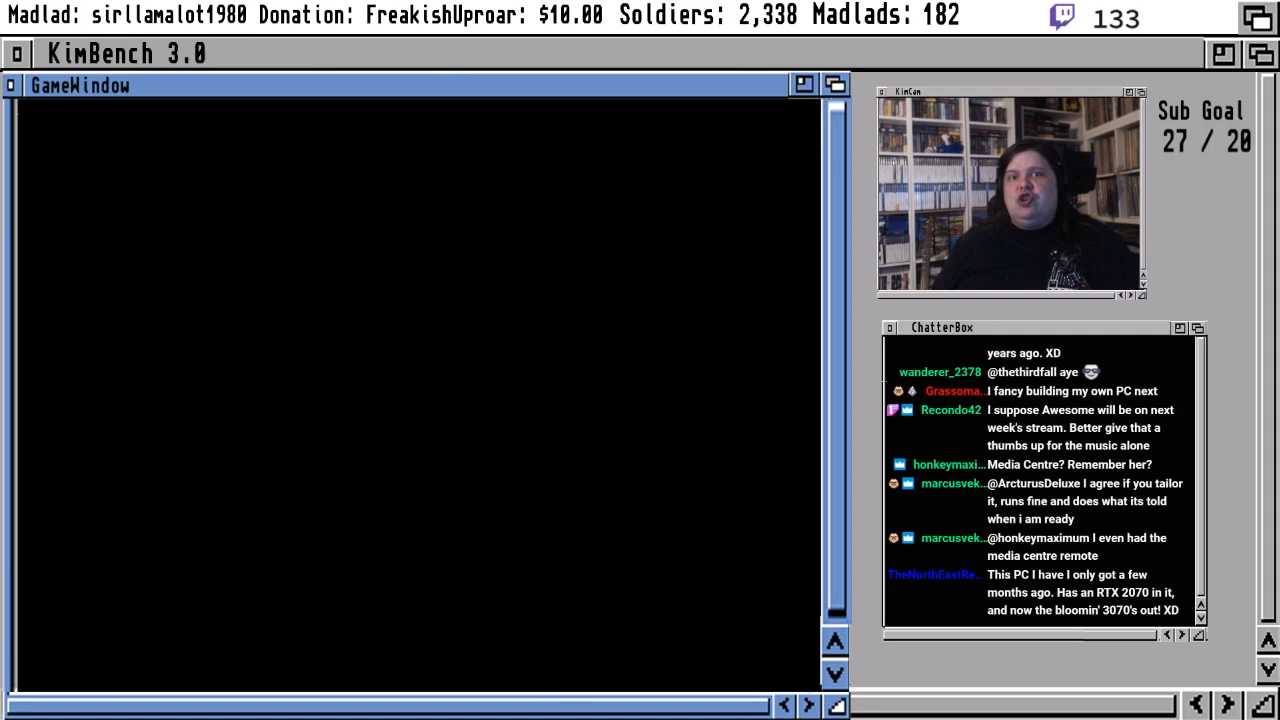 Madlad: sirllamalot1980 Donation: FreakishUproar: $10.00 Soldiers: 2,338 Madlads: 182
133
KimBench 3.0
GameWindow
KimCam
Sub Goal
27 / 20
ChatterBox
years ago. XD
wanderer_2378 @thethirdfall aye
Grassoma... I fancy building my own PC next
Recondo42 I suppose Awesome will be on next
week's stream. Better give that a
thumbs up for the music alone
honkeymaxi... Media Centre? Remember her?
marcusvek... @ArcturusDeluxe I agree if you tailor
it, runs fine and does what its told
when i am ready
marcusvek... @honkeymaximum I even had the
media centre remote
TheNorthEastRe... This PC I have I only got a few
months ago. Has an RTX 2070 in it,
and now the bloomin' 3070's out! XD